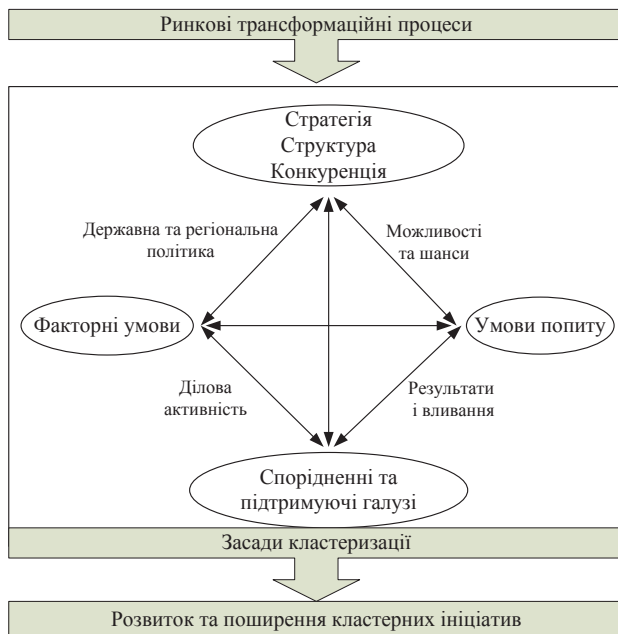 Ринкові трансформаційні процеси
Стратегія
Структура
Конкуренція
Державна та регіональна
політика
Можливості
та шанси
Факторні умови
Умови попиту
Ділова
активність
Результати
і вливання
Спорідненні та
підтримуючі галузі
Засади кластеризації
Розвиток та поширення кластерних ініціатив